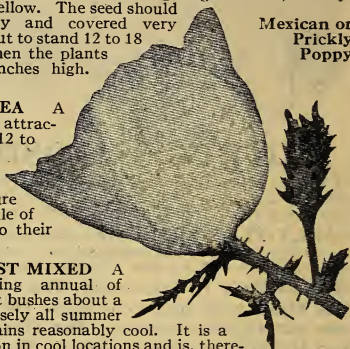 ellow. The seed should
y and covered very
ut to stand 12 to 18
hen the plants
nches high.
Mexican or
Prickly
Poppy
EA A
attrac-
12 to
re
le of
o their
ST MIXED A
ing annual of
t bushes about a
sely all summer
ains reasonably cool. It is a
on in cool locations and is, there-